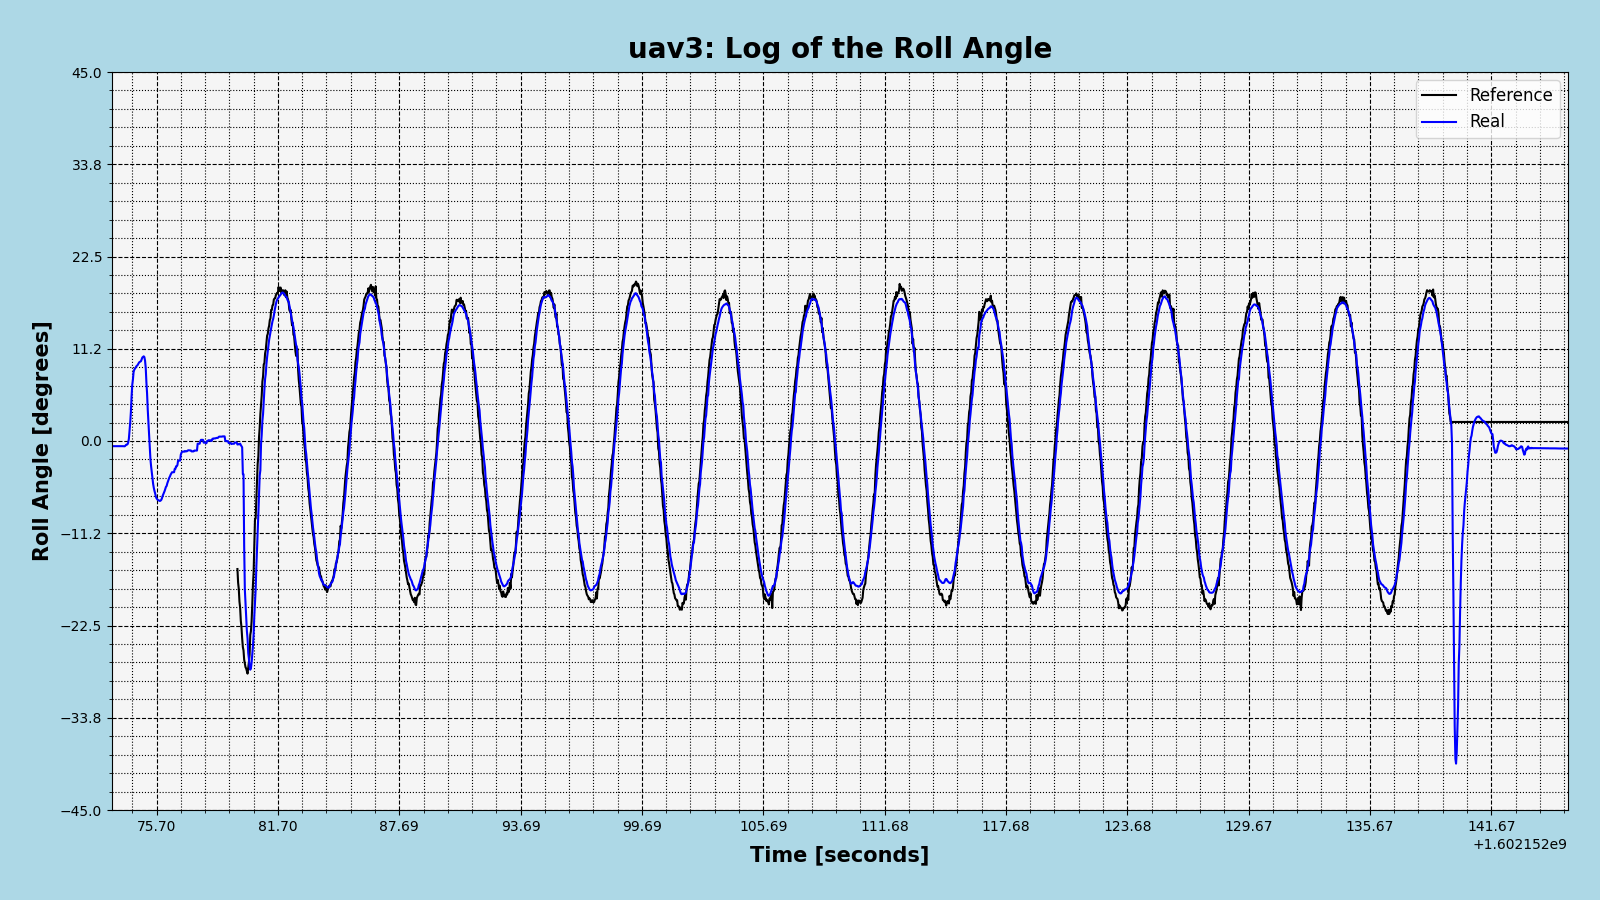 uav3: Log of the Roll Angle
Reference
Real
Roll Angle [degrees]
45.0
33.8
22.5
11.2
0.0
−11.2
−22.5
−33.8
−45.0
75.70 81.70 87.69 93.69 99.69 105.69 111.68 117.68 123.68 129.67 135.67 141.67
+1.602152e9
Time [seconds]